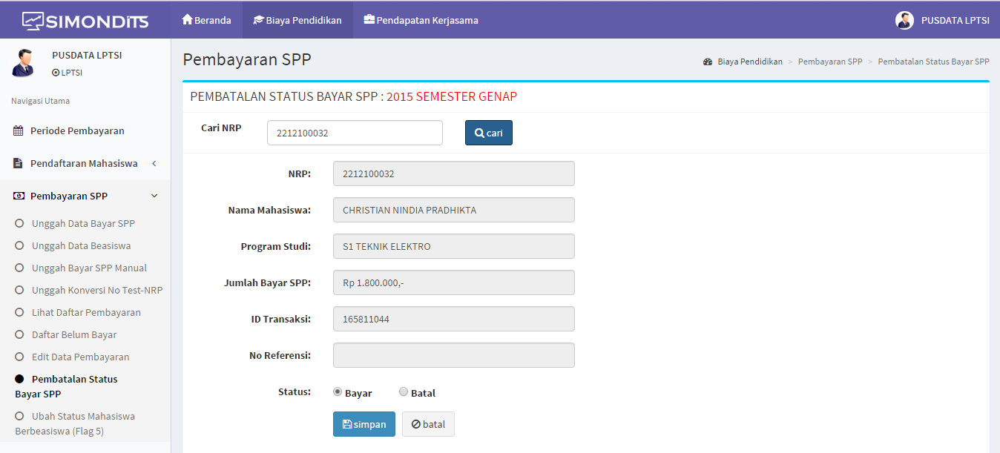 SIMONDITS
Beranda
Biaya Pendidikan
Pendapatan Kerjasama
PUSDATA LPTSI
PUSDATA LPTSI
LPTSI
Navigasi Utama
Periode Pembayaran
Pendaftaran Mahasiswa
Pembayaran SPP
Unggah Data Bayar SPP
Unggah Data Beasiswa
Unggah Bayar SPP Manual
Unggah Konversi No Test-NRP
Lihat Daftar Pembayaran
Daftar Belum Bayar
Edit Data Pembayaran
Pembatalan Status
Bayar SPP
Ubah Status Mahasiswa
Berbeasiswa (Flag 5)
Pembayaran SPP
Biaya Pendidikan > Pembayaran SPP > Pembatalan Status Bayar SPP
PEMBATALAN STATUS BAYAR SPP : 2015 SEMESTER GENAP
Cari NRP 2212100032 cari
NRP: 2212100032
Nama Mahasiswa: CHRISTIAN NINDIA PRADHIKTA
Program Studi: S1 TEKNIK ELEKTRO
Jumlah Bayar SPP: Rp 1.800.000,-
ID Transaksi: 165811044
No Referensi:
Status: Bayar Batal
simpan batal